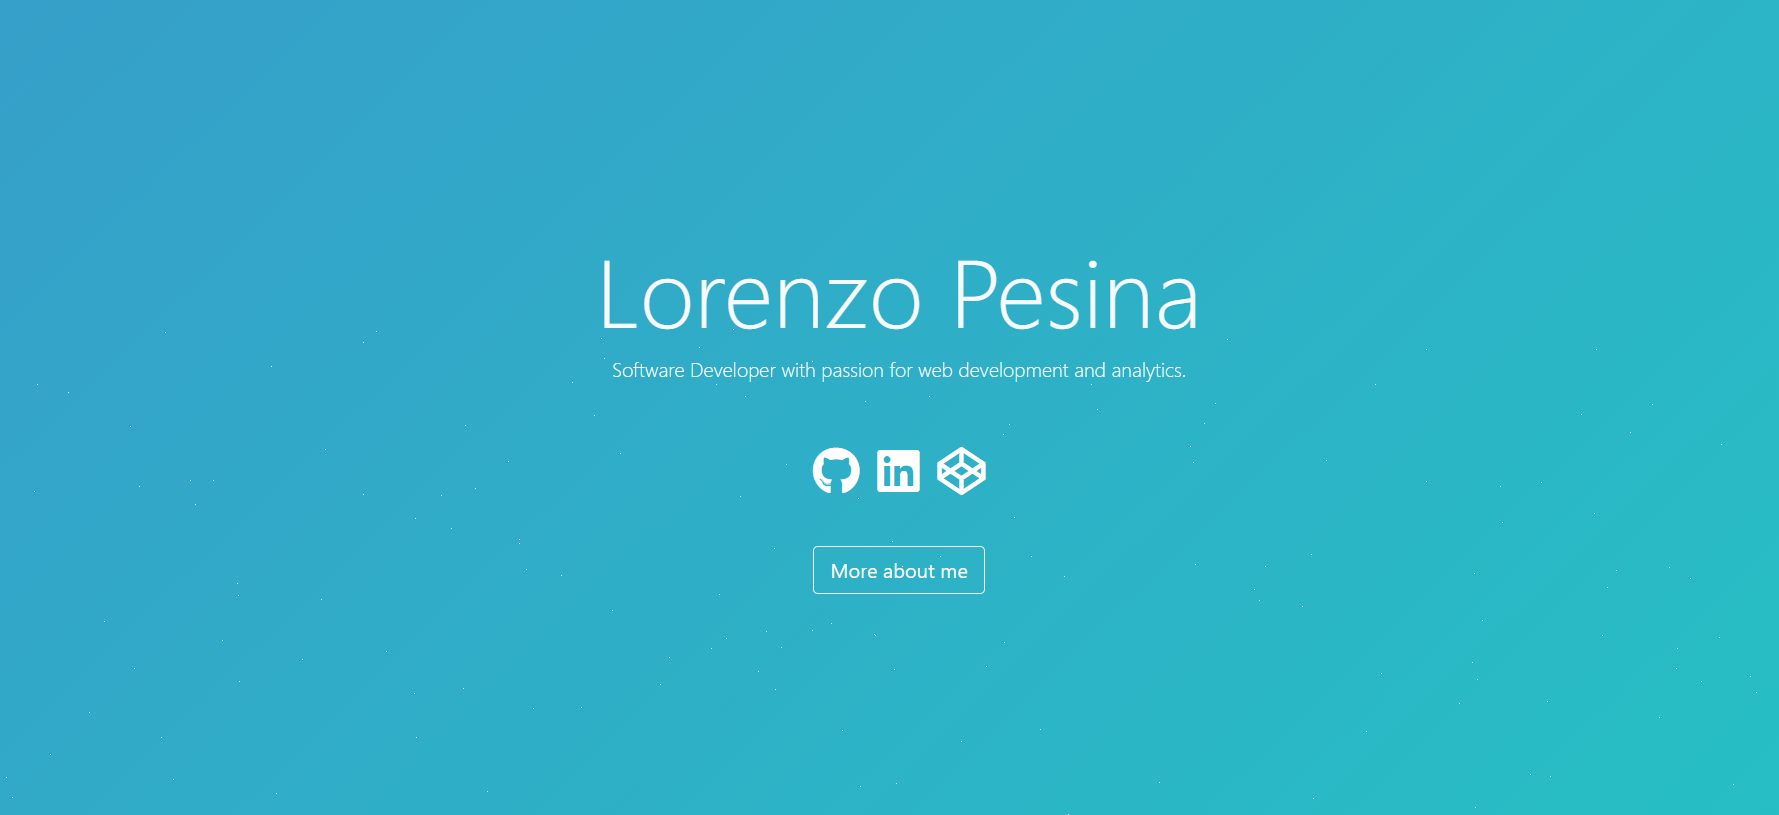 Lorenzo Pesina
Software Developer with passion for web development and analytics.
in
More about me